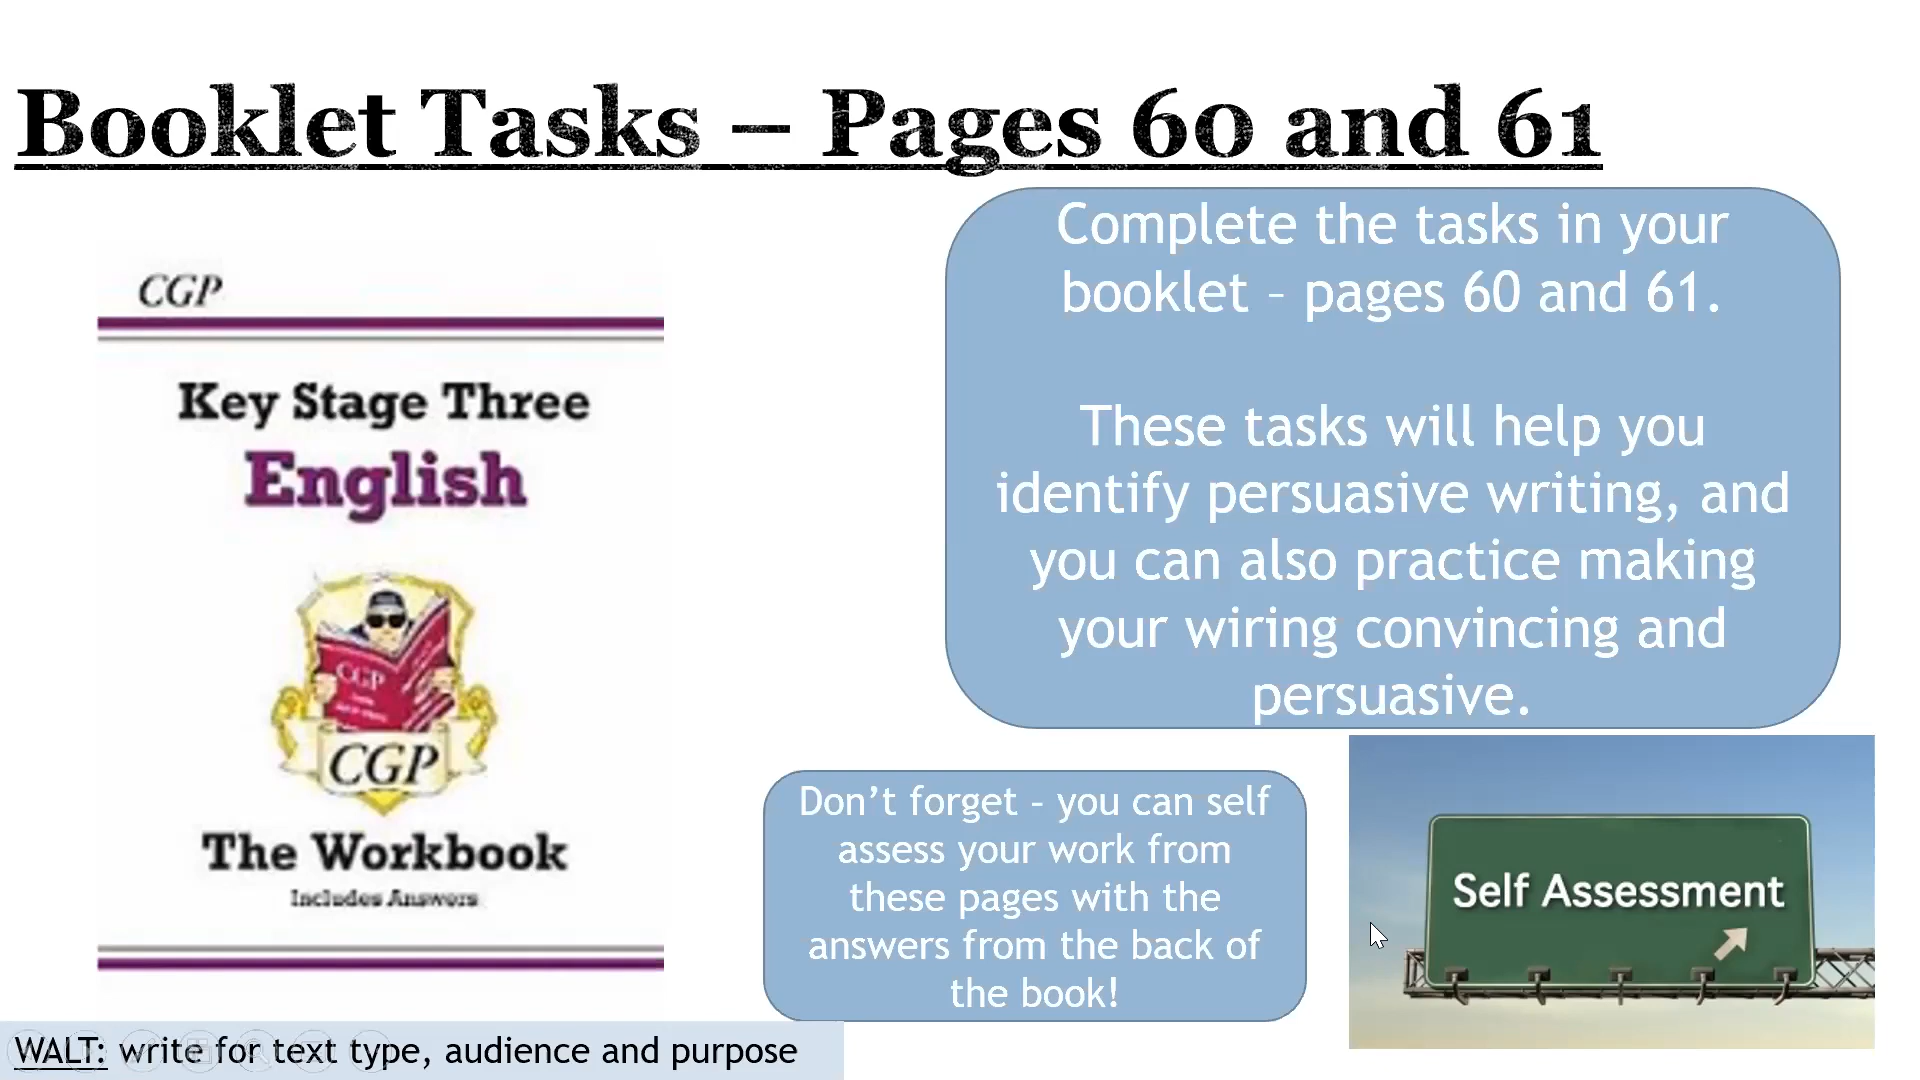 Booklet Tasks – Pages 60 and 61
CGP
Key Stage Three
English
CGP
CGP
The Workbook
Includes Answers
Complete the tasks in your
booklet – pages 60 and 61.
These tasks will help you
identify persuasive writing, and
you can also practice making
your wiring convincing and
persuasive.
Don’t forget – you can self
assess your work from
these pages with the
answers from the back of
the book!
Self Assessment
WALT: write for text type, audience and purpose